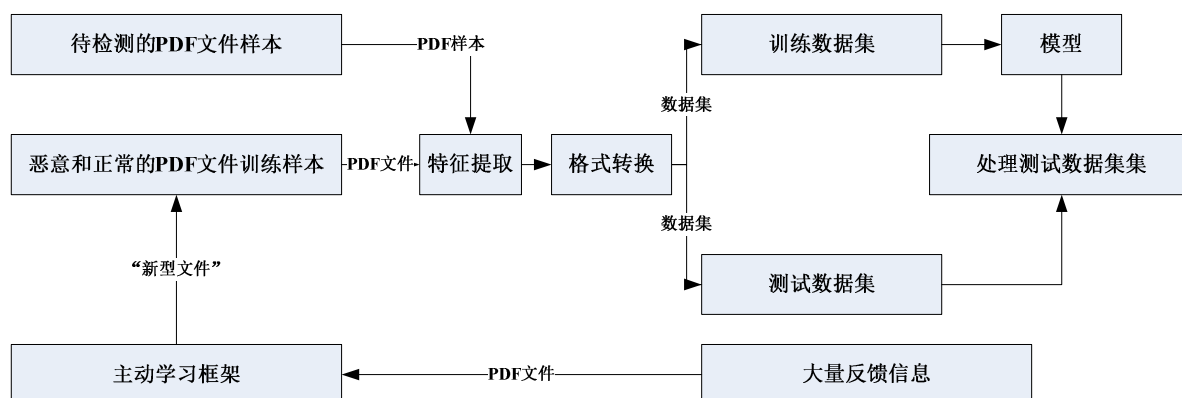 待检测的PDF文件样本
PDF样本
训练数据集
模型
数据集
恶意和正常的PDF文件训练样本
PDF文件
特征提取
格式转换
处理测试数据集集
数据集
“新型文件”
测试数据集
主动学习框架
PDF文件
大量反馈信息